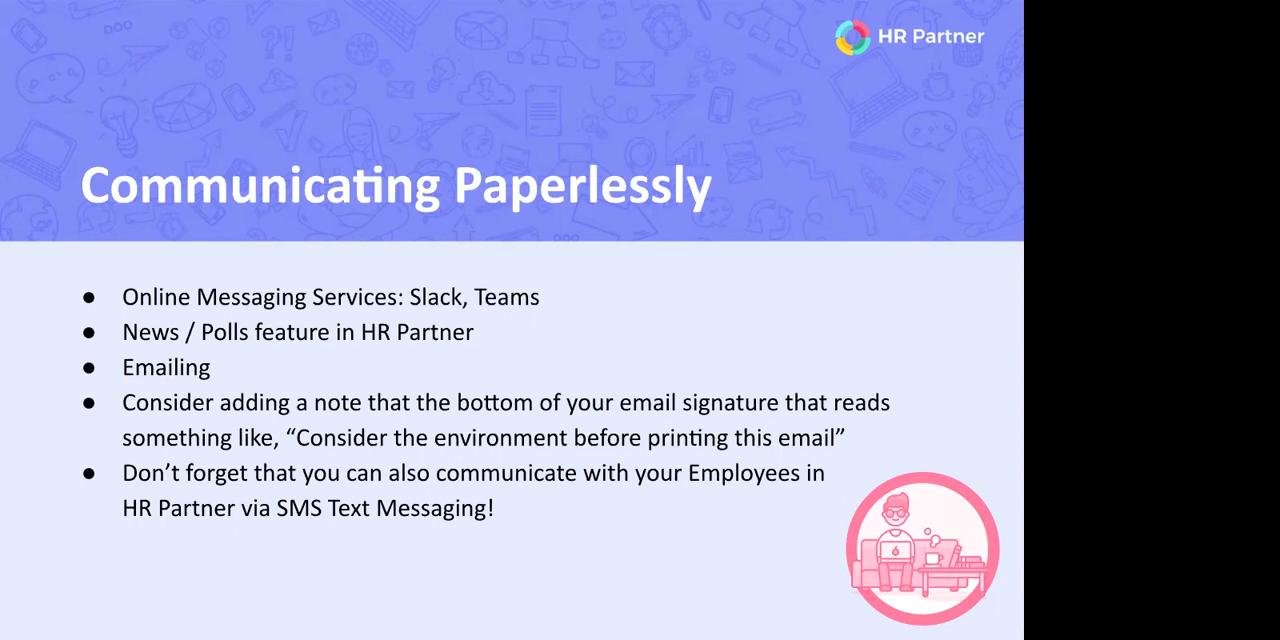 HR Partner
Communicating Paperlessly
● Online Messaging Services: Slack, Teams
● News / Polls feature in HR Partner
● Emailing
● Consider adding a note that the bottom of your email signature that reads
something like, “Consider the environment before printing this email”
● Don’t forget that you can also communicate with your Employees in
HR Partner via SMS Text Messaging!